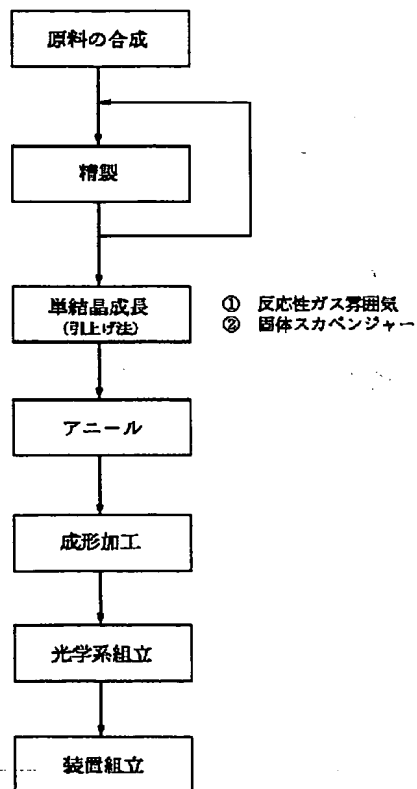 原料の合成
精製
単結晶成長
(引上げ法)
① 反応性ガス雰囲気
② 固体スカベンジャー
アニール
成形加工
光学系組立
装置組立